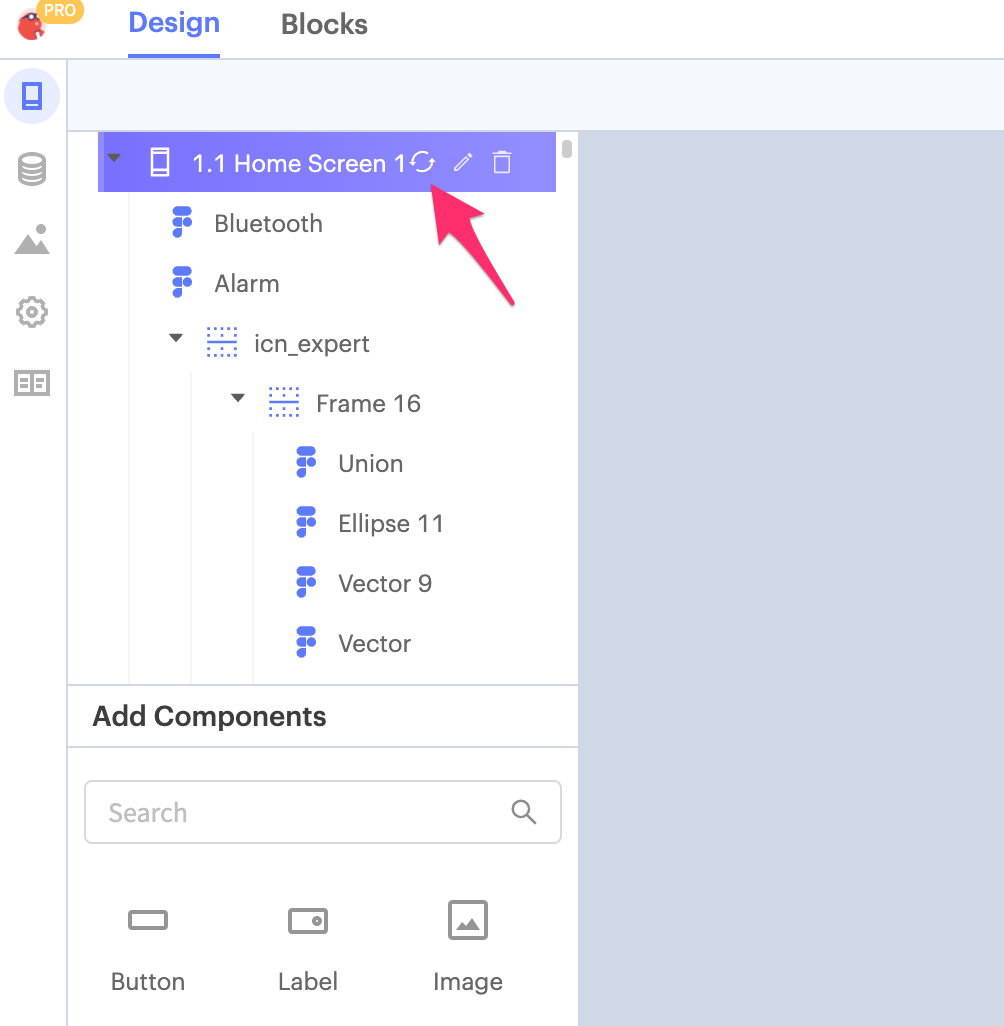 PRO
Design Blocks
1.1 Home Screen 1
Bluetooth
Alarm
icn_expert
Frame 16
Union
Ellipse 11
Vector 9
Vector
Add Components
Search
Button Label Image